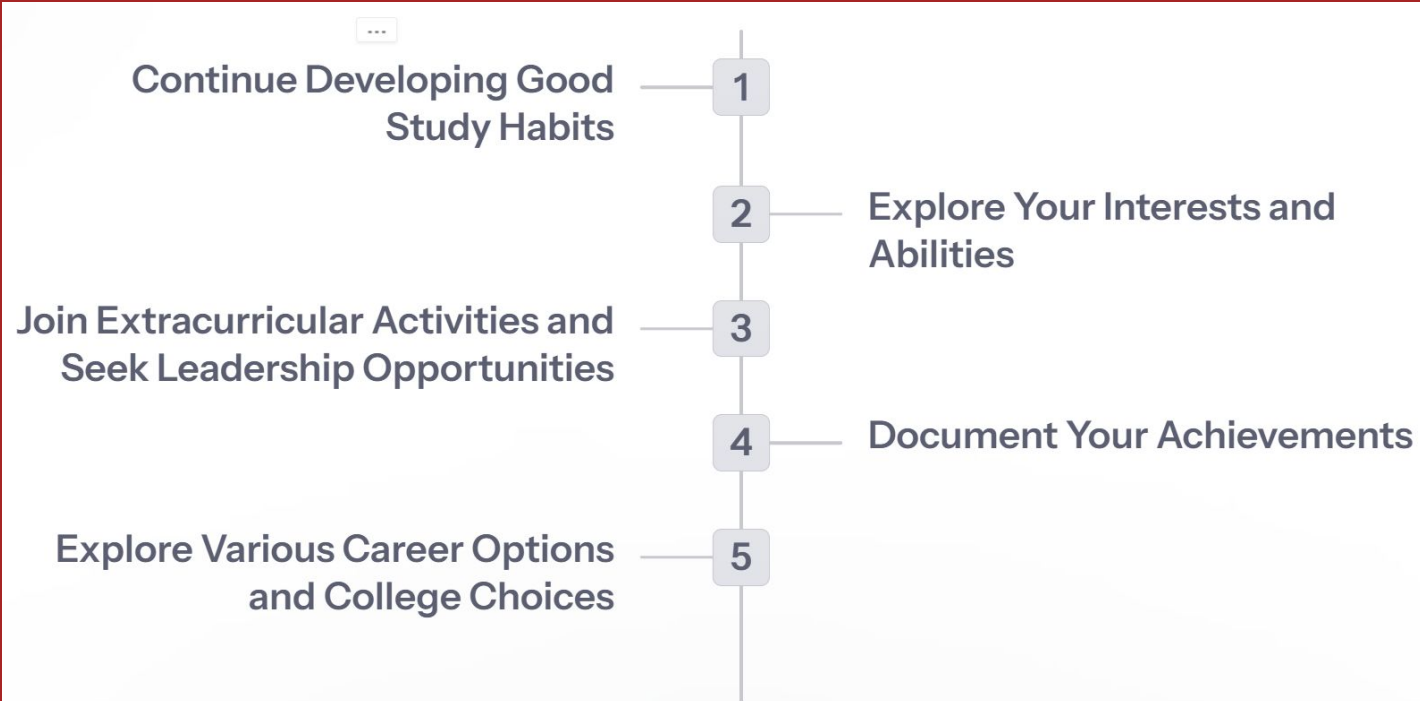 ...
Continue Developing Good
Study Habits
1
2
Explore Your Interests and
Abilities
Join Extracurricular Activities and
Seek Leadership Opportunities
3
4
Document Your Achievements
Explore Various Career Options
and College Choices
5